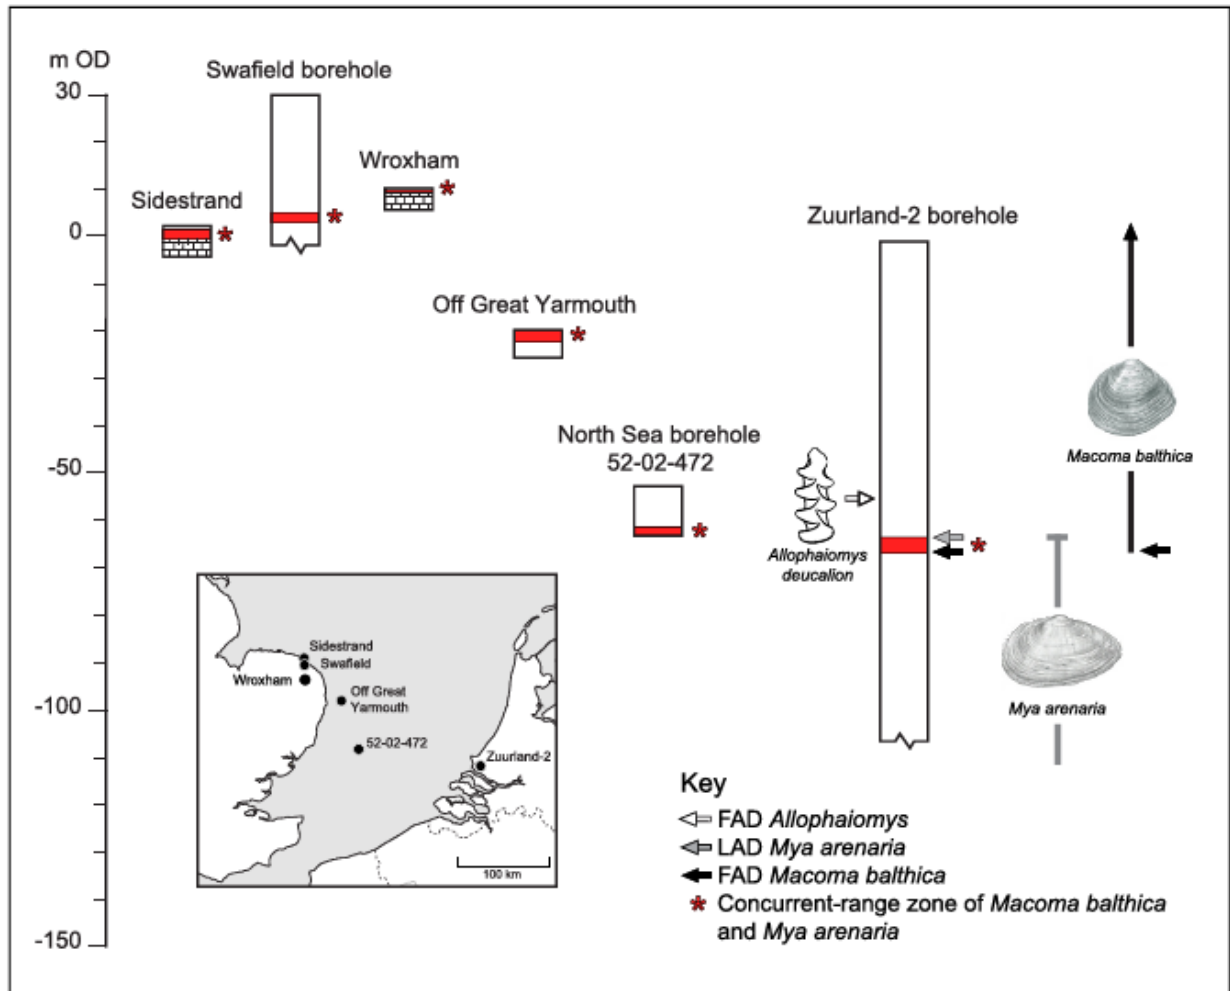 m OD
30
0
-50
-100
-150
Swafield borehole
Wroxham
Sidestrand
Zuurland-2 borehole
Off Great Yarmouth
North Sea borehole
52-02-472
*
*
*
*
*
*
Allophaiomys
deucalion
Macoma balthica
Mya arenaria
Sidestrand
Swafield
Wroxham
Off Great
Yarmouth
52-02-472
Zuurland-2
100 km
Key
FAD Allophaiomys
LAD Mya arenaria
FAD Macoma balthica
* Concurrent-range zone of Macoma balthica
and Mya arenaria